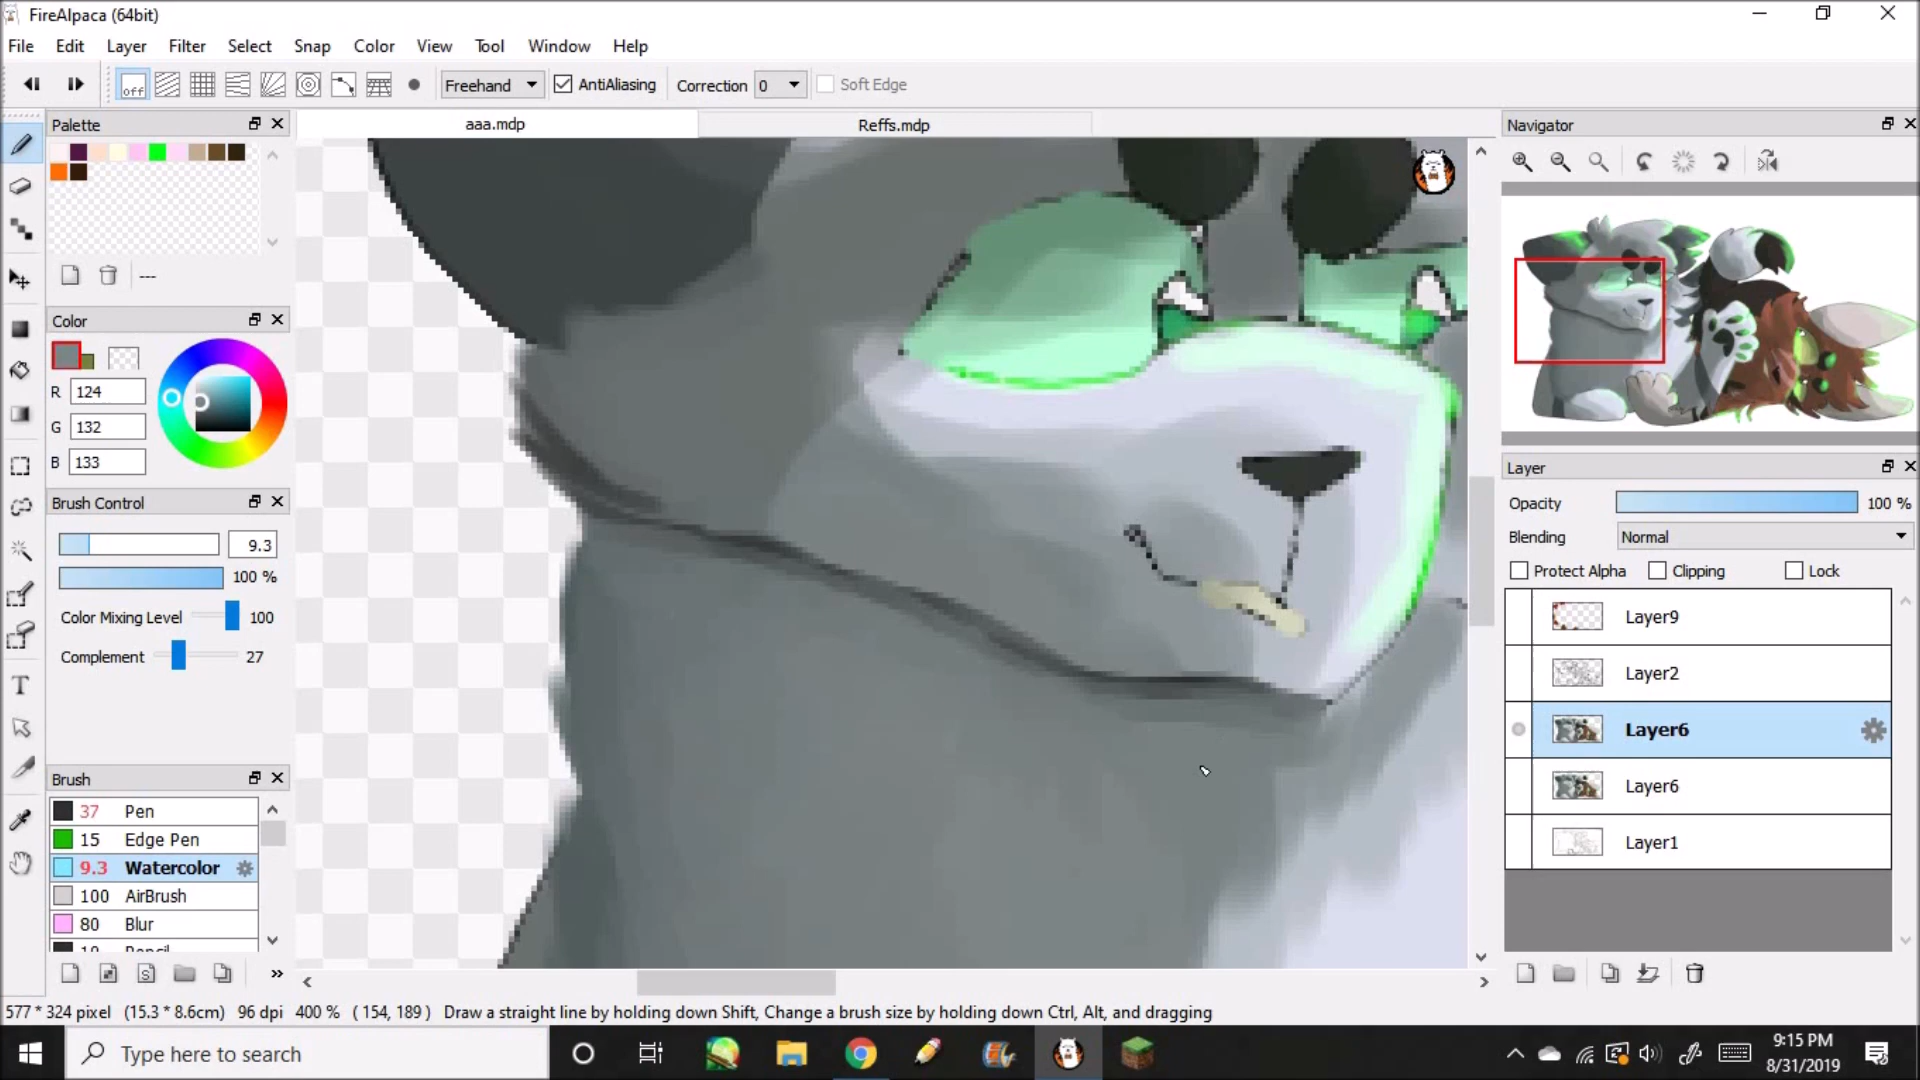 FireAlpaca (64bit)
File Edit Layer Filter Select Snap Color View Tool Window Help
off Freehand AntiAliasing Correction 0 Soft Edge
Palette
aaa.mdp
Reffs.mdp
Navigator
---
Color
R 124
G 132
B 133
Brush Control
9.3
100 %
Color Mixing Level 100
Complement 27
Brush
37 Pen
15 Edge Pen
9.3 Watercolor
100 AirBrush
80 Blur
10 Pencil
Layer
Opacity 100 %
Blending Normal
Protect Alpha Clipping Lock
Layer9
Layer2
Layer6
Layer6
Layer1
577 * 324 pixel (15.3 * 8.6cm) 96 dpi 400 % ( 154, 189 ) Draw a straight line by holding down Shift, Change a brush size by holding down Ctrl, Alt, and dragging
Type here to search
9:15 PM
8/31/2019